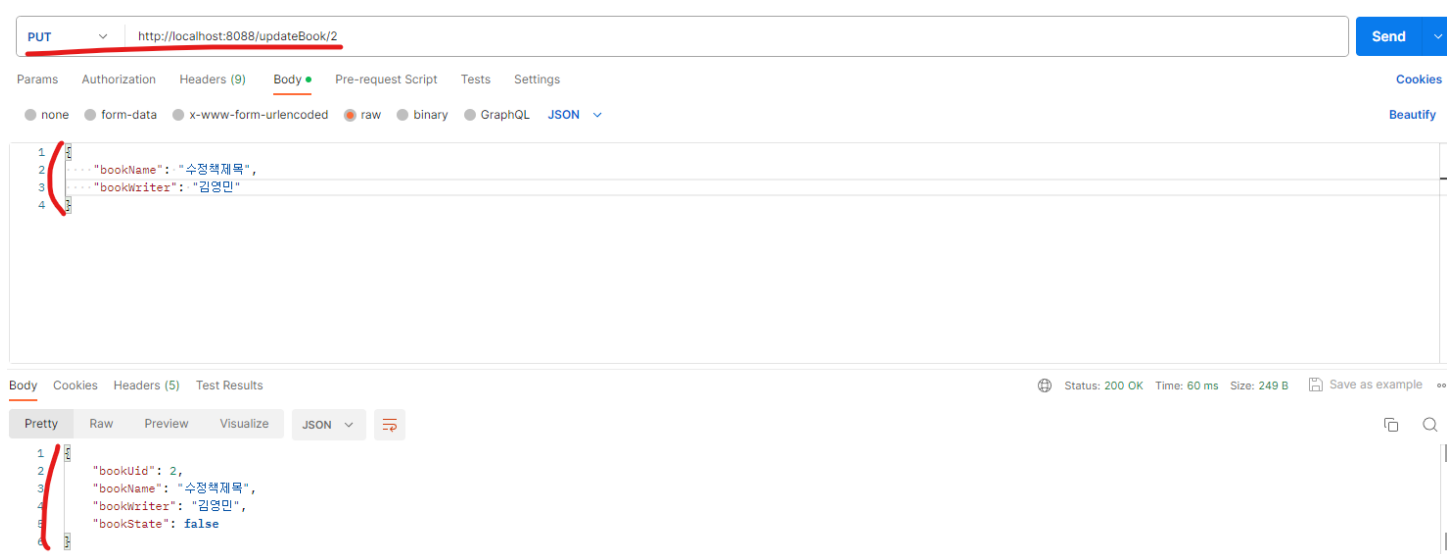 PUT http://localhost:8088/updateBook/2 Send
Params Authorization Headers (9) Body Pre-request Script Tests Settings Cookies
none form-data x-www-form-urlencoded raw binary GraphQL JSON Beautify
1 {
2 "bookName": "수정책제목",
3 "bookWriter": "김영민"
4 }
Body Cookies Headers (5) Test Results Status: 200 OK Time: 60 ms Size: 249 B Save as example
Pretty Raw Preview Visualize JSON
1 {
2 "bookUid": 2,
3 "bookName": "수정책제목",
4 "bookWriter": "김영민",
5 "bookState": false
6 }